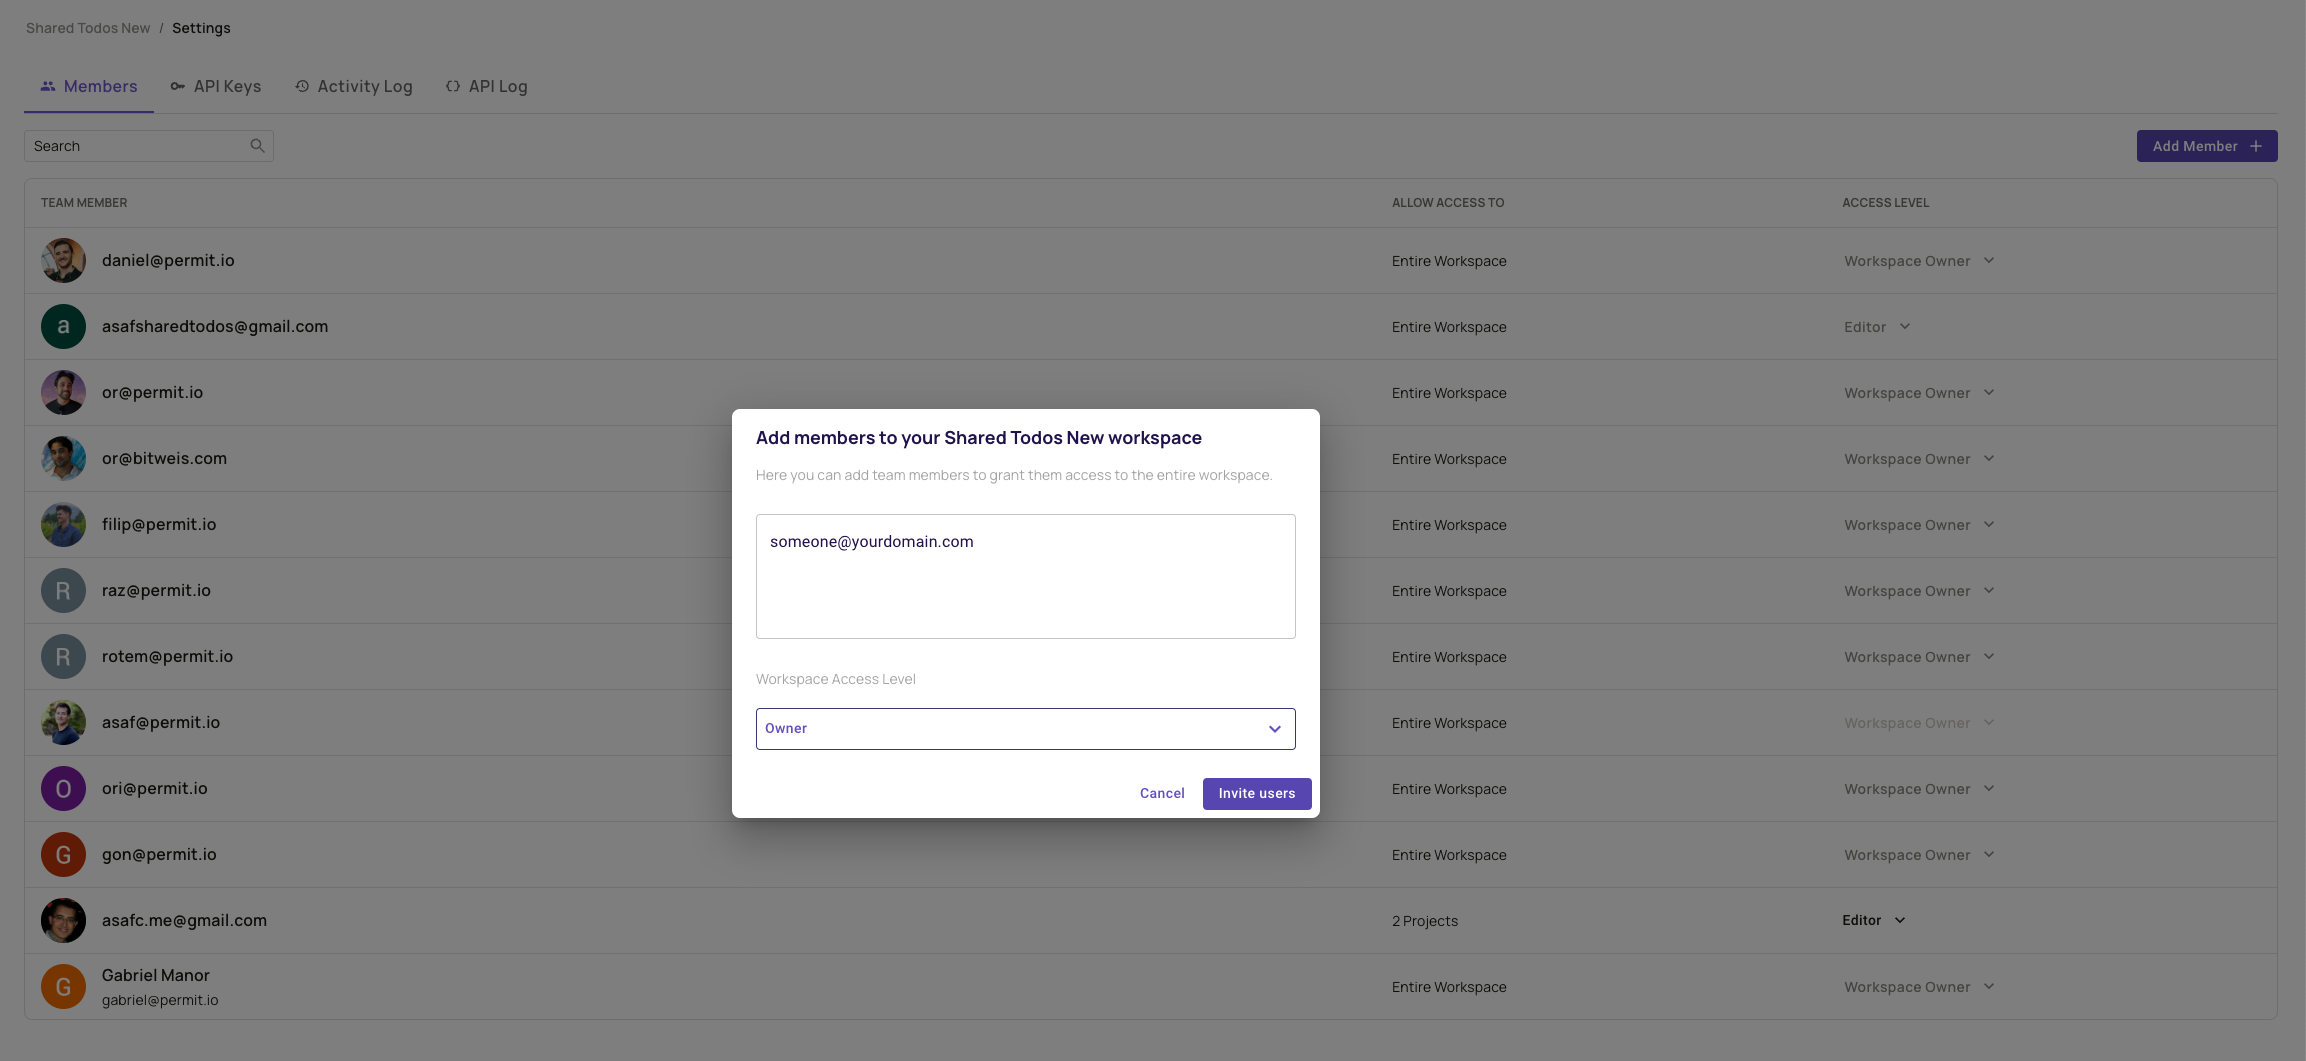 Shared Todos New / Settings
Members API Keys Activity Log API Log
Search
Add Member
TEAM MEMBER ALLOW ACCESS TO ACCESS LEVEL
daniel@permit.io Entire Workspace Workspace Owner
a asafsharedtodos@gmail.com Entire Workspace Editor
or@permit.io Entire Workspace Workspace Owner
or@bitweis.com Entire Workspace Workspace Owner
filip@permit.io Entire Workspace Workspace Owner
R raz@permit.io Entire Workspace Workspace Owner
R rotem@permit.io Entire Workspace Workspace Owner
asaf@permit.io Entire Workspace Workspace Owner
O ori@permit.io Entire Workspace Workspace Owner
G gon@permit.io Entire Workspace Workspace Owner
asafc.me@gmail.com 2 Projects Editor
G Gabriel Manor
gabriel@permit.io Entire Workspace Workspace Owner
Add members to your Shared Todos New workspace
Here you can add team members to grant them access to the entire workspace.
someone@yourdomain.com
Workspace Access Level
Owner
Cancel Invite users